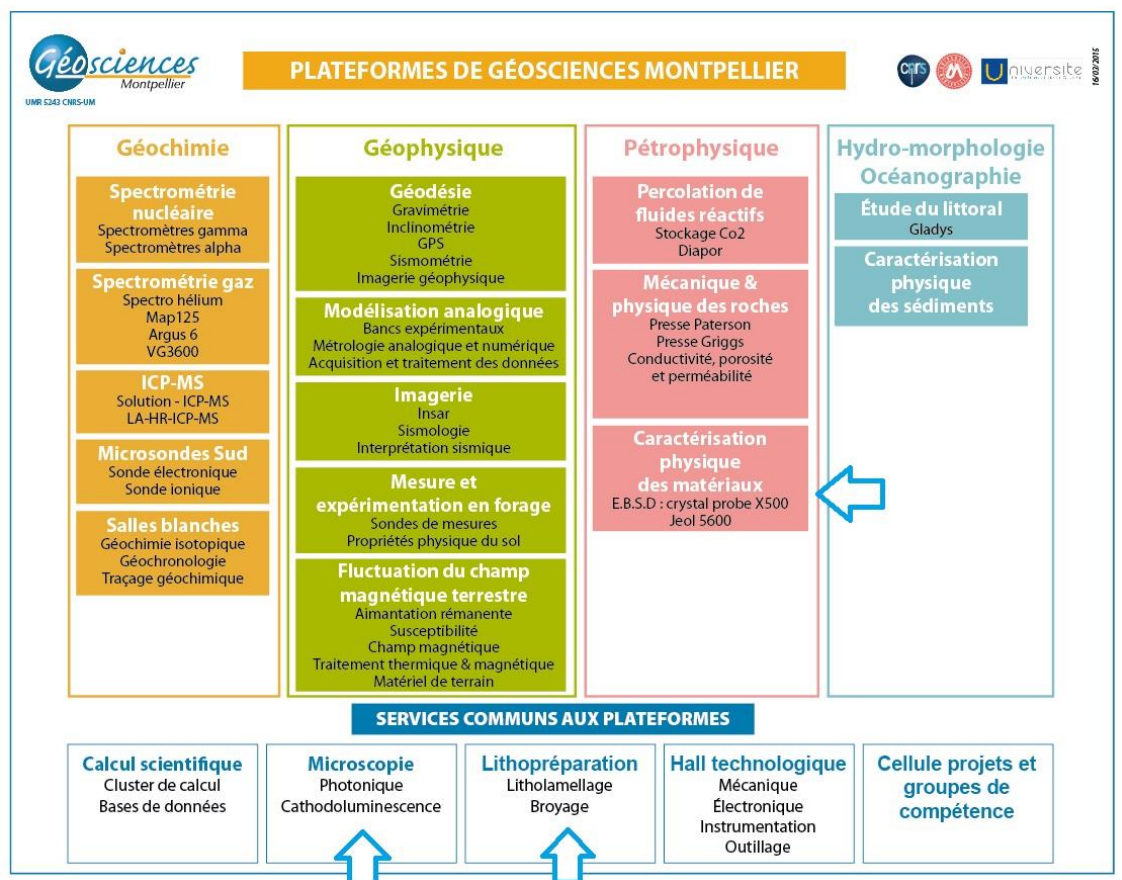 Géosciences
Montpellier
UMR 5243 CNRS-UM
PLATEFORMES DE GÉOSCIENCES MONTPELLIER
cnrs
Université
16/02/2015
Géochimie
Spectrométrie
nucléaire
Spectromètres gamma
Spectromètres alpha
Spectrométrie gaz
Spectro hélium
Map125
Argus 6
VG3600
ICP-MS
Solution - ICP-MS
LA-HR-ICP-MS
Microsondes Sud
Sonde électronique
Sonde ionique
Salles blanches
Géochimie isotopique
Géochronologie
Traçage géochimique
Géophysique
Géodésie
Gravimétrie
Inclinométrie
GPS
Sismométrie
Imagerie géophysique
Modélisation analogique
Bancs expérimentaux
Métrologie analogique et numérique
Acquisition et traitement des données
Imagerie
Insar
Sismologie
Interprétation sismique
Mesure et
expérimentation en forage
Sondes de mesures
Propriétés physique du sol
Fluctuation du champ
magnétique terrestre
Aimantation rémanente
Susceptibilité
Champ magnétique
Traitement thermique & magnétique
Matériel de terrain
Pétrophysique
Percolation de
fluides réactifs
Stockage Co2
Diapor
Mécanique &
physique des roches
Presse Paterson
Presse Griggs
Conductivité, porosité
et perméabilité
Caractérisation
physique
des matériaux
E.B.S.D : crystal probe X500
Jeol 5600
Hydro-morphologie
Océanographie
Étude du littoral
Gladys
Caractérisation
physique
des sédiments
SERVICES COMMUNS AUX PLATEFORMES
Calcul scientifique
Cluster de calcul
Bases de données
Microscopie
Photonique
Cathodoluminescence
Lithopréparation
Litholamellage
Broyage
Hall technologique
Mécanique
Électronique
Instrumentation
Outillage
Cellule projets et
groupes de
compétence